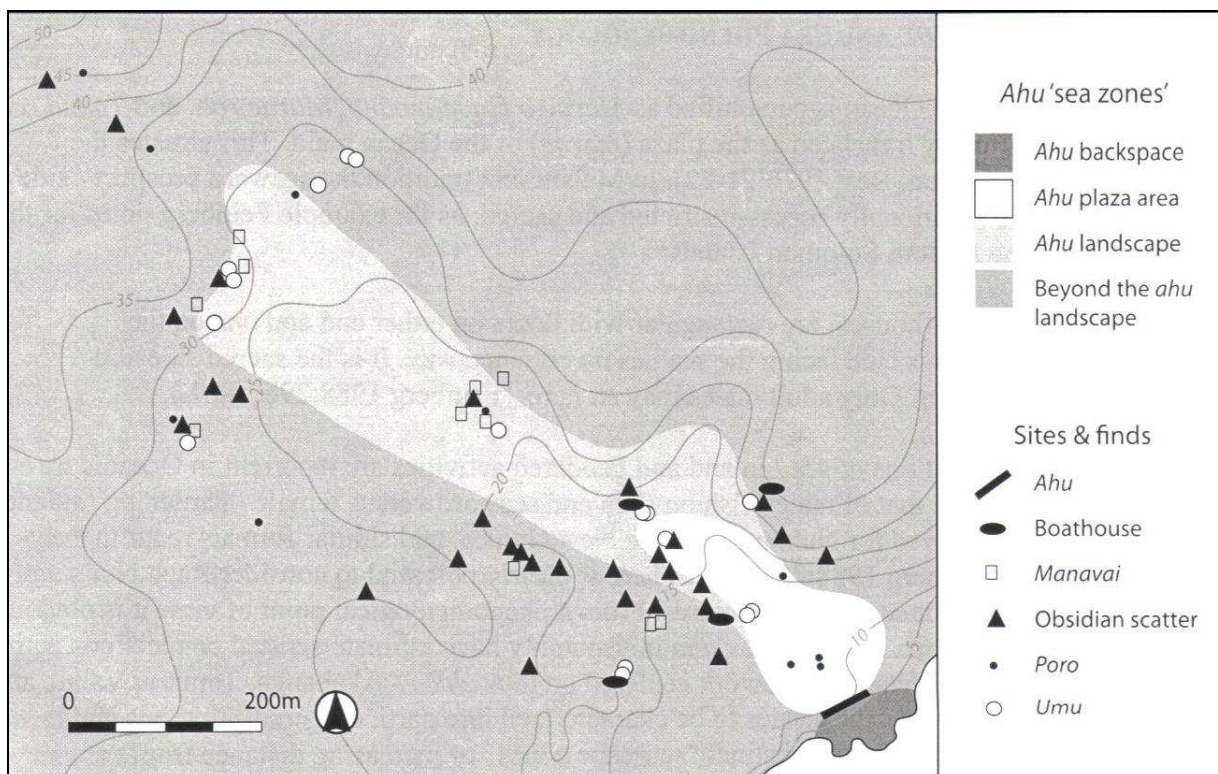 50
45
40
40
35
30
25
20
15
10
5
0 200m
Ahu 'sea zones'
Ahu backspace
Ahu plaza area
Ahu landscape
Beyond the ahu
landscape
Sites & finds
Ahu
Boathouse
Manavai
Obsidian scatter
Poro
Umu